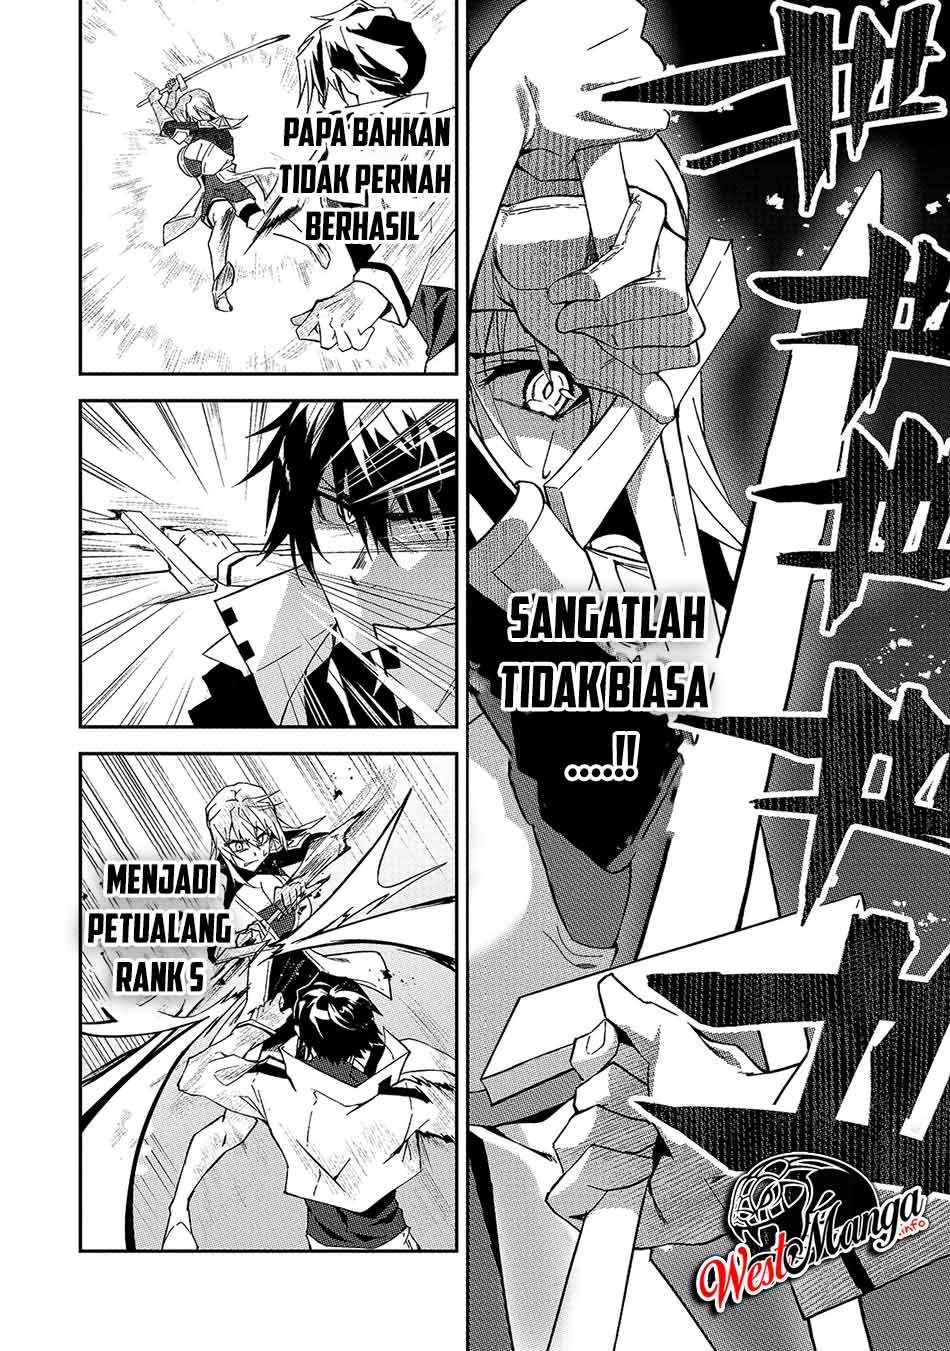 SANGATLAH
TIDAK BIASA
......!!
PAPA BAHKAN
TIDAK PERNAH
BERHASIL
MENJADI
PETUALANG
RANK S
WESTMANGA
.info